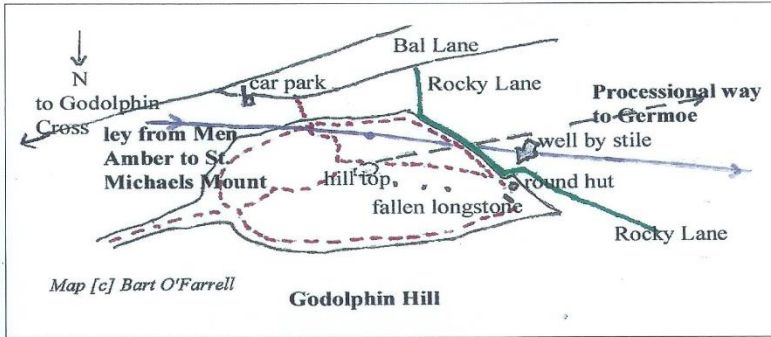 Bal Lane
N
car park
Rocky Lane
to Godolphin
Cross
Processional way
to Germoe
ley from Men
Amber to St.
Michaels Mount
well by stile
hill top
round hut
fallen longstone
Rocky Lane
Map [c] Bart O'Farrell
Godolphin Hill